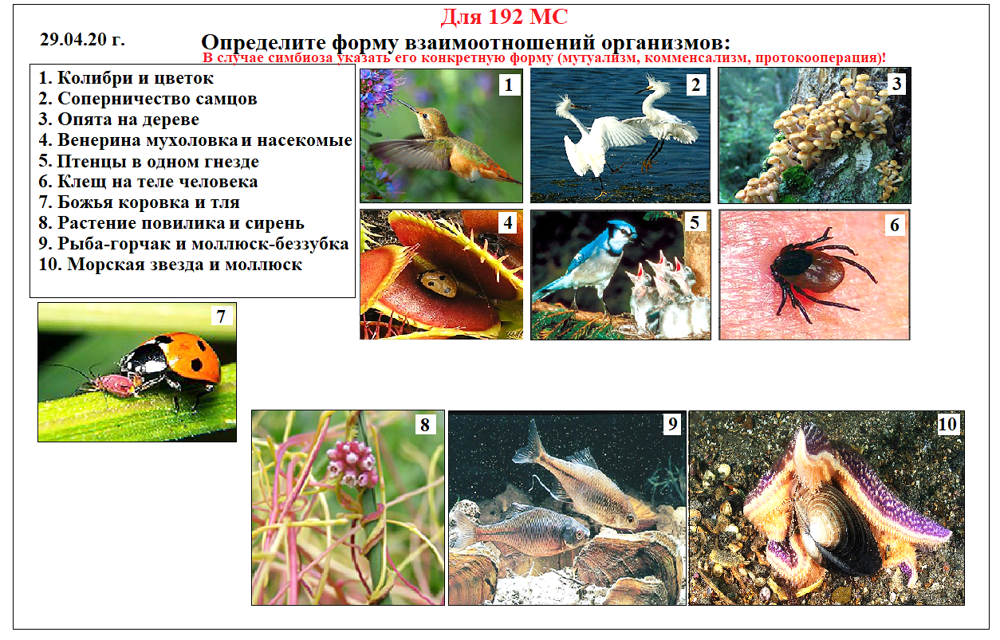 Для 192 МС
29.04.20 г.
Определите форму взаимоотношений организмов:
В случае симбиоза указать его конкретную форму (мутуализм, комменсализм, протокооперация)!
1. Колибри и цветок
2. Соперничество самцов
3. Опята на дереве
4. Венерина мухоловка и насекомые
5. Птенцы в одном гнезде
6. Клещ на теле человека
7. Божья коровка и тля
8. Растение повилика и сирень
9. Рыба-горчак и моллюск-беззубка
10. Морская звезда и моллюск
1
2
3
4
5
6
7
8
9
10